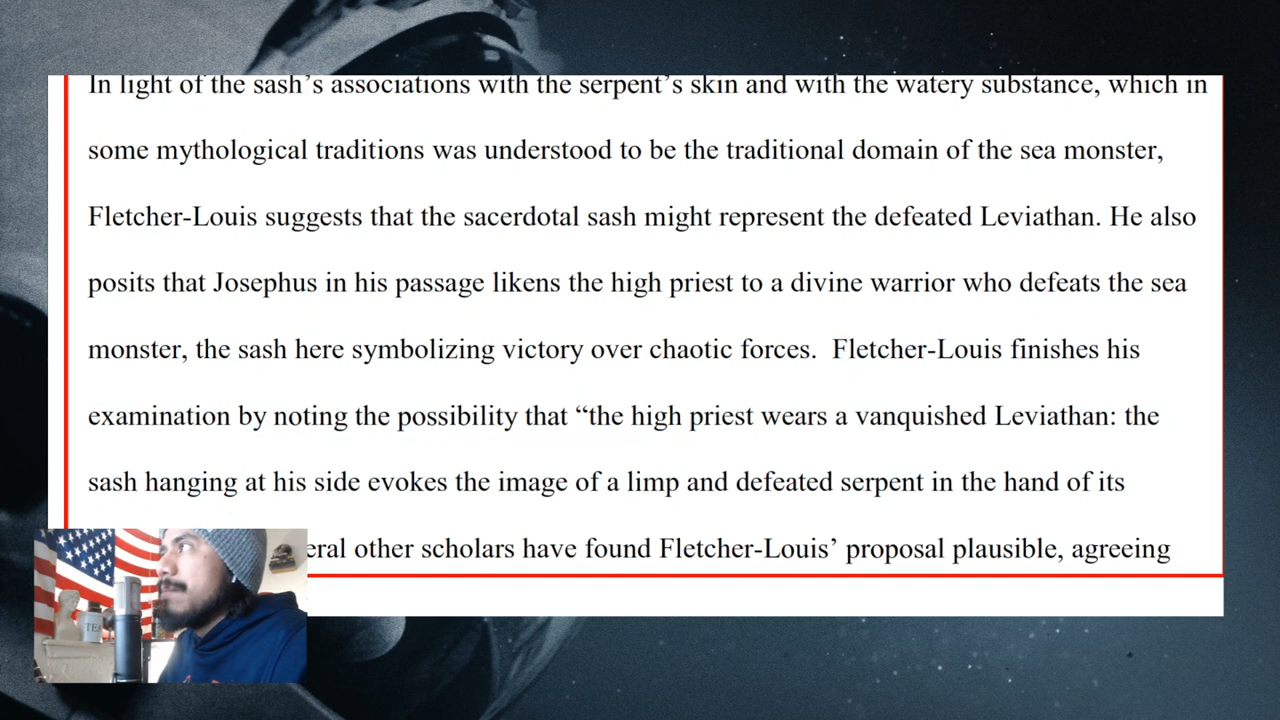 In light of the sash’s associations with the serpent’s skin and with the watery substance, which in
some mythological traditions was understood to be the traditional domain of the sea monster,
Fletcher-Louis suggests that the sacerdotal sash might represent the defeated Leviathan. He also
posits that Josephus in his passage likens the high priest to a divine warrior who defeats the sea
monster, the sash here symbolizing victory over chaotic forces.  Fletcher-Louis finishes his
examination by noting the possibility that “the high priest wears a vanquished Leviathan: the
sash hanging at his side evokes the image of a limp and defeated serpent in the hand of its
other scholars have found Fletcher-Louis’ proposal plausible, agreeing